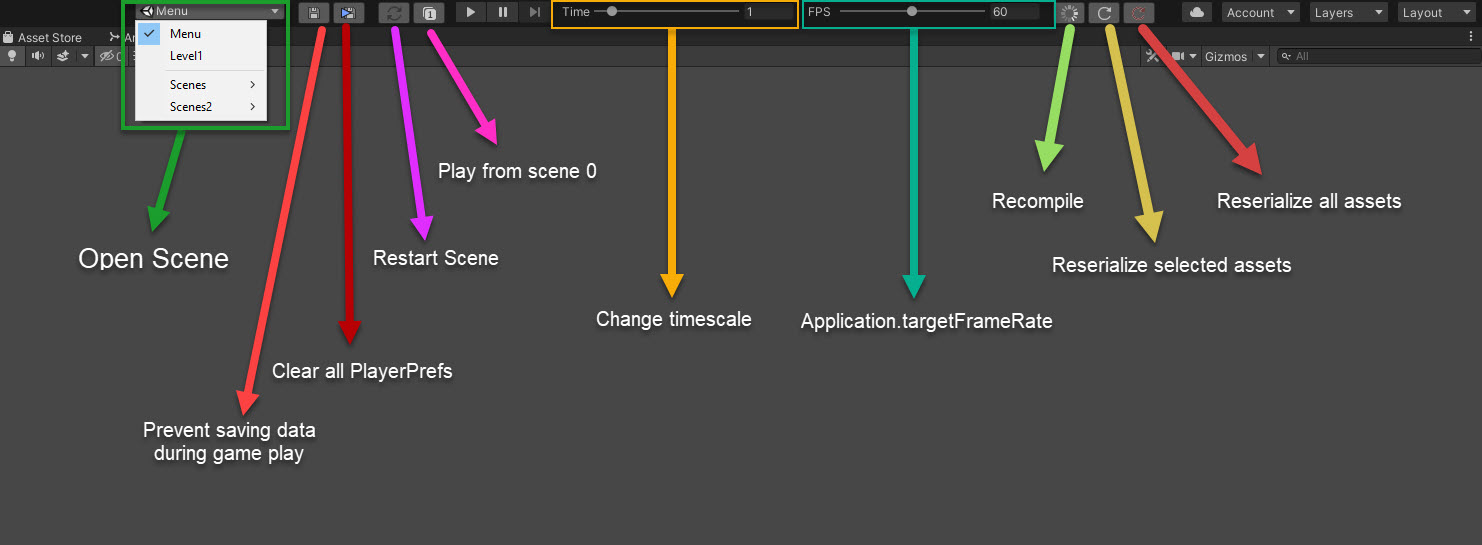 Menu
Time
1
FPS
60
Account
Layers
Layout
Menu
Level1
Scenes
Scenes2
Asset Store
Gizmos
All
Play from scene 0
Recompile
Reserialize all assets
Open Scene
Restart Scene
Reserialize selected assets
Change timescale
Application.targetFrameRate
Clear all PlayerPrefs
Prevent saving data
during game play